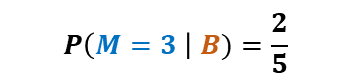 P(M = 3 | B) = 2/5